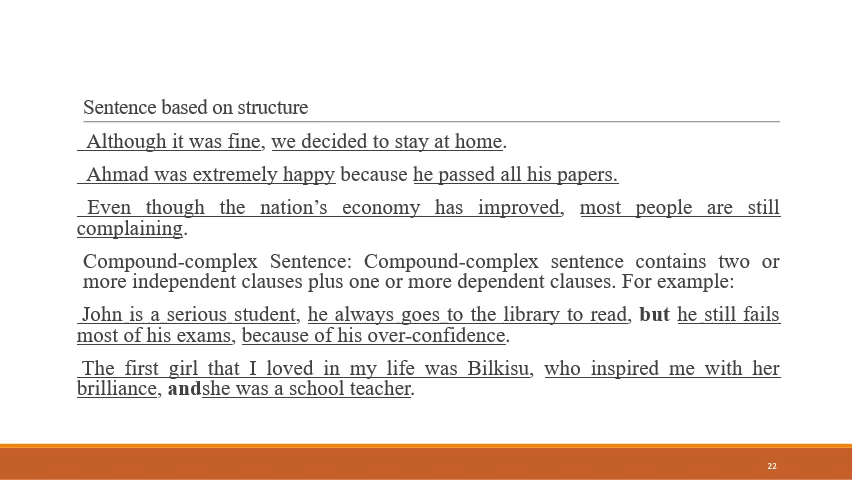 Sentence based on structure
Although it was fine, we decided to stay at home.
Ahmad was extremely happy because he passed all his papers.
Even though the nation’s economy has improved, most people are still
complaining.
Compound-complex Sentence: Compound-complex sentence contains two or
more independent clauses plus one or more dependent clauses. For example:
John is a serious student, he always goes to the library to read, but he still fails
most of his exams, because of his over-confidence.
The first girl that I loved in my life was Bilkisu, who inspired me with her
brilliance, andshe was a school teacher.
22